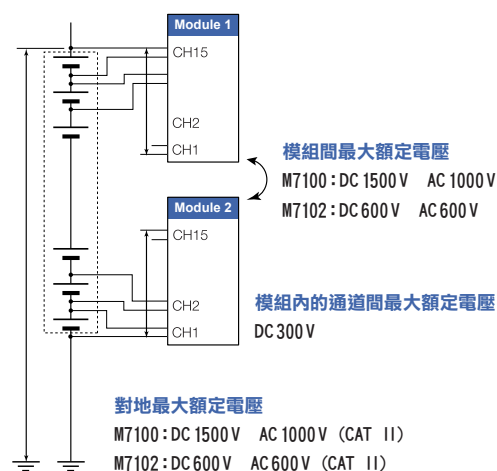 Module 1
CH15
CH2
CH1
模組間最大額定電壓
M7100：DC 1500 V AC 1000 V
M7102：DC 600 V AC 600 V
Module 2
CH15
CH2
CH1
模組內的通道間最大額定電壓
DC 300 V
對地最大額定電壓
M7100：DC 1500 V AC 1000 V (CAT II)
M7102：DC 600 V AC 600 V (CAT II)